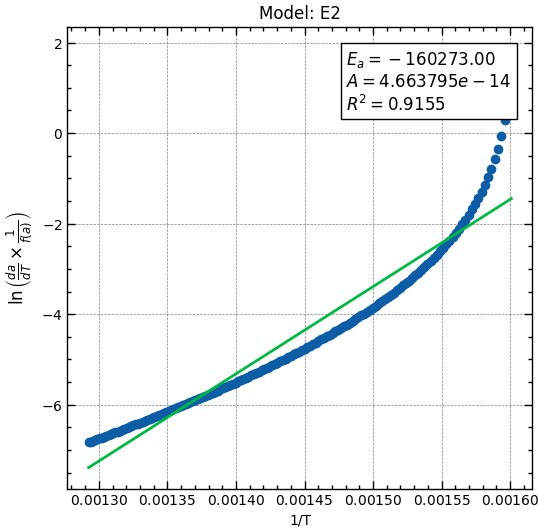 Model: E2
E_a = −160273.00
A = 4.663795e − 14
R^2 = 0.9155
ln (da/dT × 1/f(a))
2
0
−2
−4
−6
0.00130 0.00135 0.00140 0.00145 0.00150 0.00155 0.00160
1/T